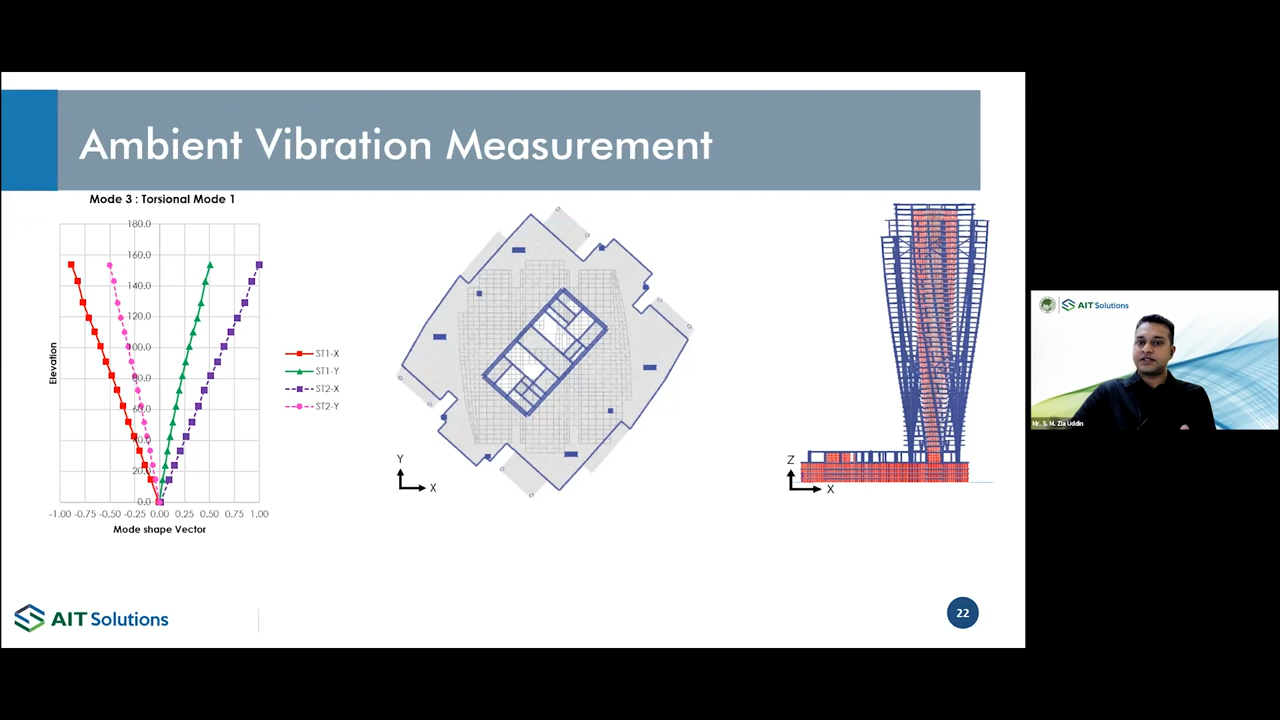 Ambient Vibration Measurement
Mode 3 : Torsional Mode 1
180.0
160.0
140.0
120.0
100.0
80.0
60.0
40.0
20.0
0.0
Elevation
-1.00 -0.75 -0.50 -0.25 0.00 0.25 0.50 0.75 1.00
Mode shape Vector
ST1-X
ST1-Y
ST2-X
ST2-Y
Y
X
Z
X
AIT Solutions
22
AIT Solutions
Mr. S. M. Zia Uddin